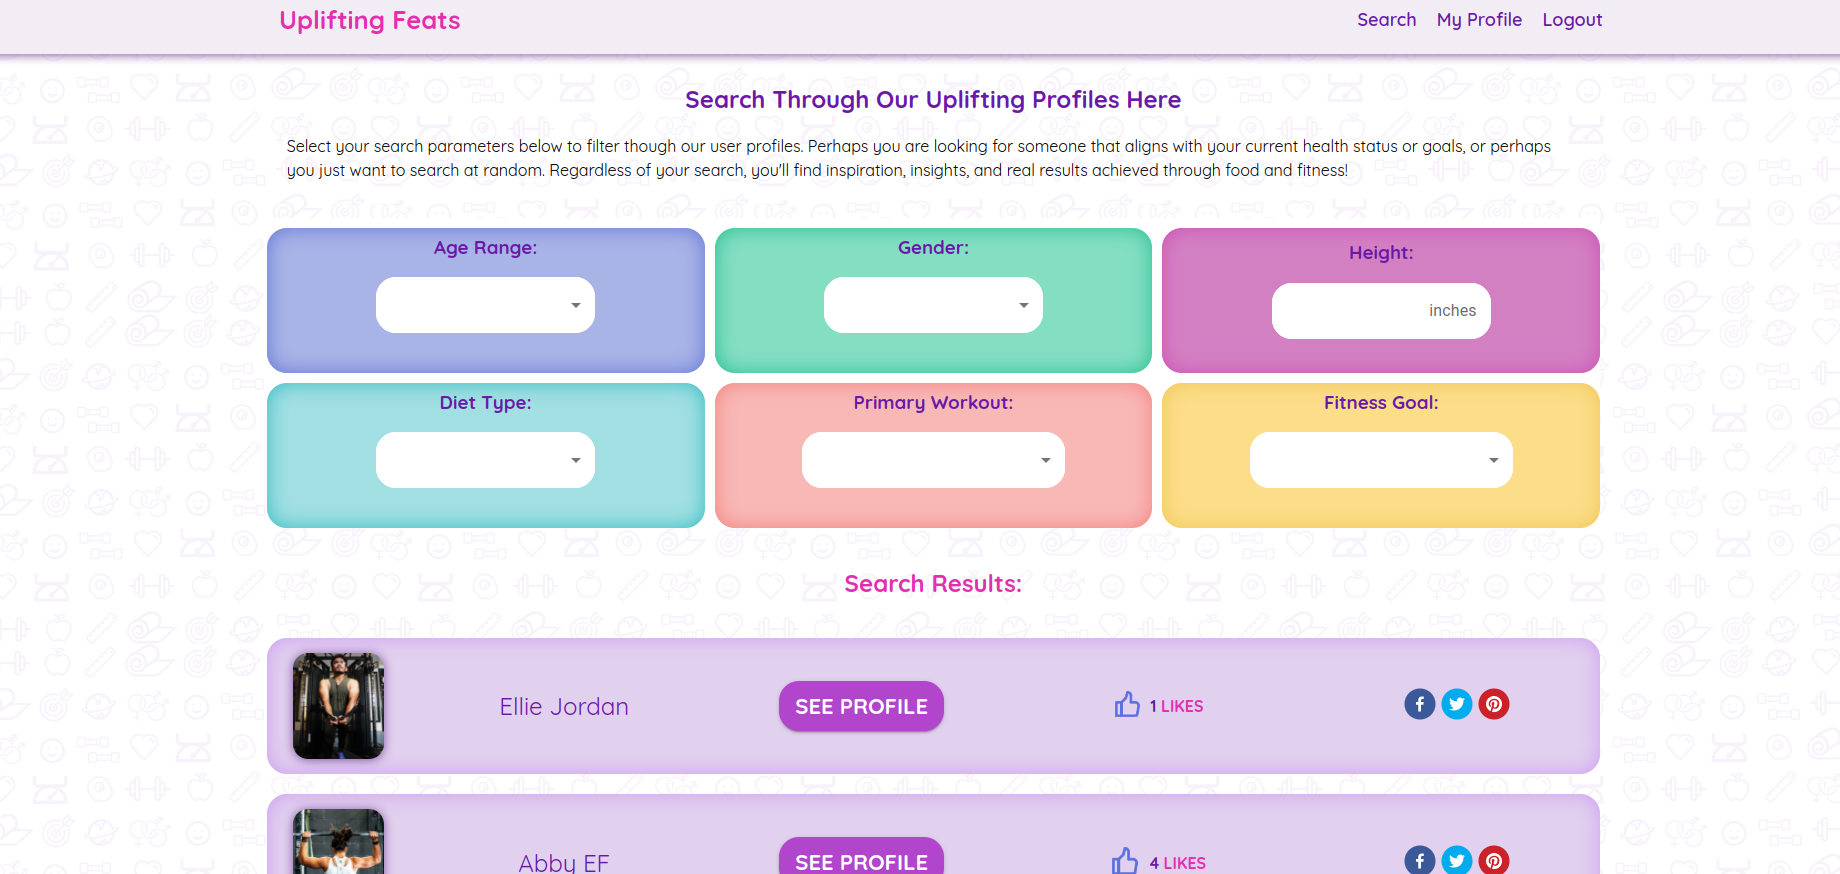 Uplifting Feats
Search My Profile Logout
Search Through Our Uplifting Profiles Here
Select your search parameters below to filter though our user profiles. Perhaps you are looking for someone that aligns with your current health status or goals, or perhaps
you just want to search at random. Regardless of your search, you'll find inspiration, insights, and real results achieved through food and fitness!
Age Range:
Gender:
Height:
inches
Diet Type:
Primary Workout:
Fitness Goal:
Search Results:
Ellie Jordan
SEE PROFILE
1 LIKES
Abby EF
SEE PROFILE
4 LIKES